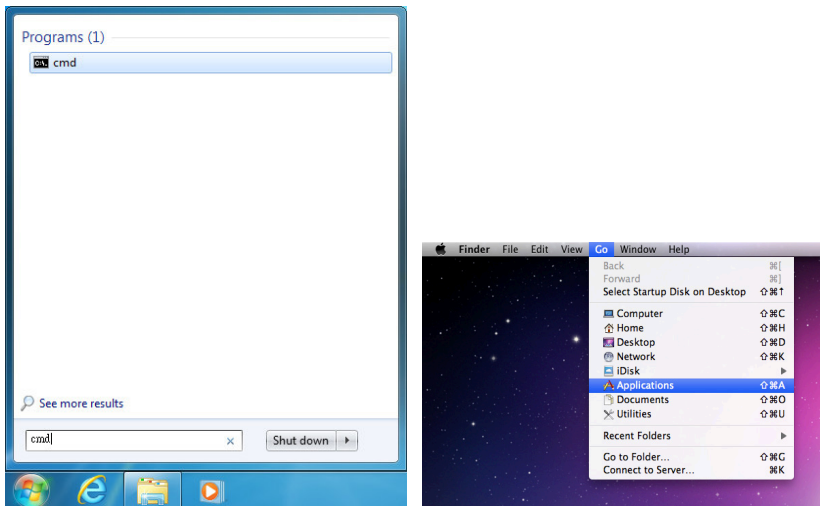 Programs (1)
cmd
See more results
cmd
Shut down
Finder File Edit View Go Window Help
Back ⌘[
Forward ⌘]
Select Startup Disk on Desktop ⇧⌘↑
Computer ⇧⌘C
Home ⇧⌘H
Desktop ⇧⌘D
Network ⇧⌘K
iDisk
Applications ⇧⌘A
Documents ⇧⌘O
Utilities ⇧⌘U
Recent Folders
Go to Folder... ⇧⌘G
Connect to Server... ⌘K